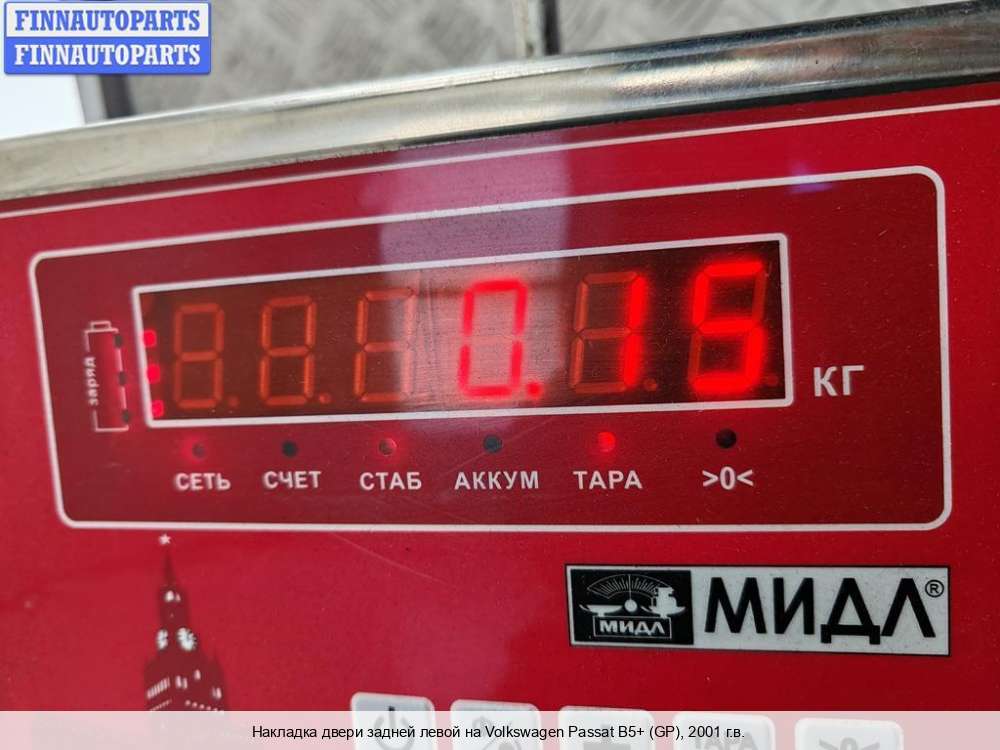 FINNAUTOPARTS
FINNAUTOPARTS
заряд
0.15
КГ
СЕТЬ СЧЕТ СТАБ АККУМ ТАРА >0<
МИДЛ
МИДЛ®
Накладка двери задней левой на Volkswagen Passat B5+ (GP), 2001 г.в.